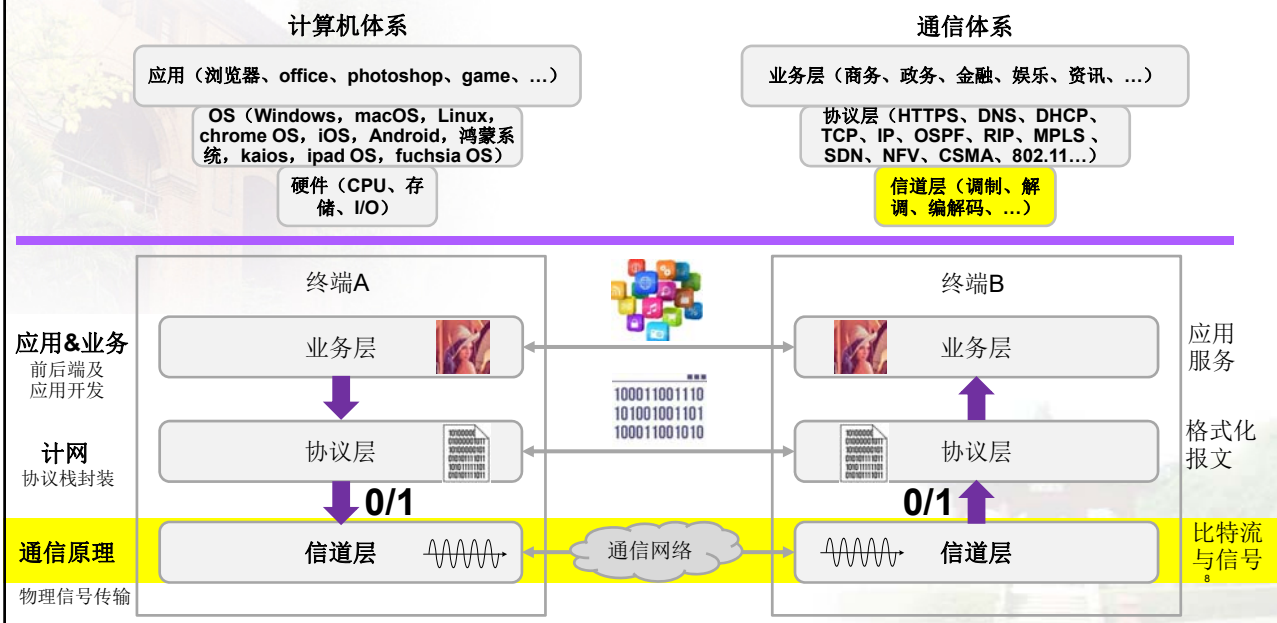 计算机体系
通信体系
应用（浏览器、office、photoshop、game、…）
业务层（商务、政务、金融、娱乐、资讯、…）
OS（Windows，macOS，Linux，
chrome OS，iOS，Android，鸿蒙系
统，kaios，ipad OS，fuchsia OS）
协议层（HTTPS、DNS、DHCP、
TCP、IP、OSPF、RIP、MPLS 、
SDN、NFV、CSMA、802.11…）
硬件（CPU、存
储、I/O）
信道层（调制、解
调、编解码、…）
终端A
终端B
应用&业务
前后端及
应用开发
业务层
业务层
应用
服务
100011001110
101001001101
100011001010
计网
协议栈封装
协议层
协议层
格式化
报文
0/1
0/1
通信原理
信道层
通信网络
信道层
比特流
与信号
8
物理信号传输